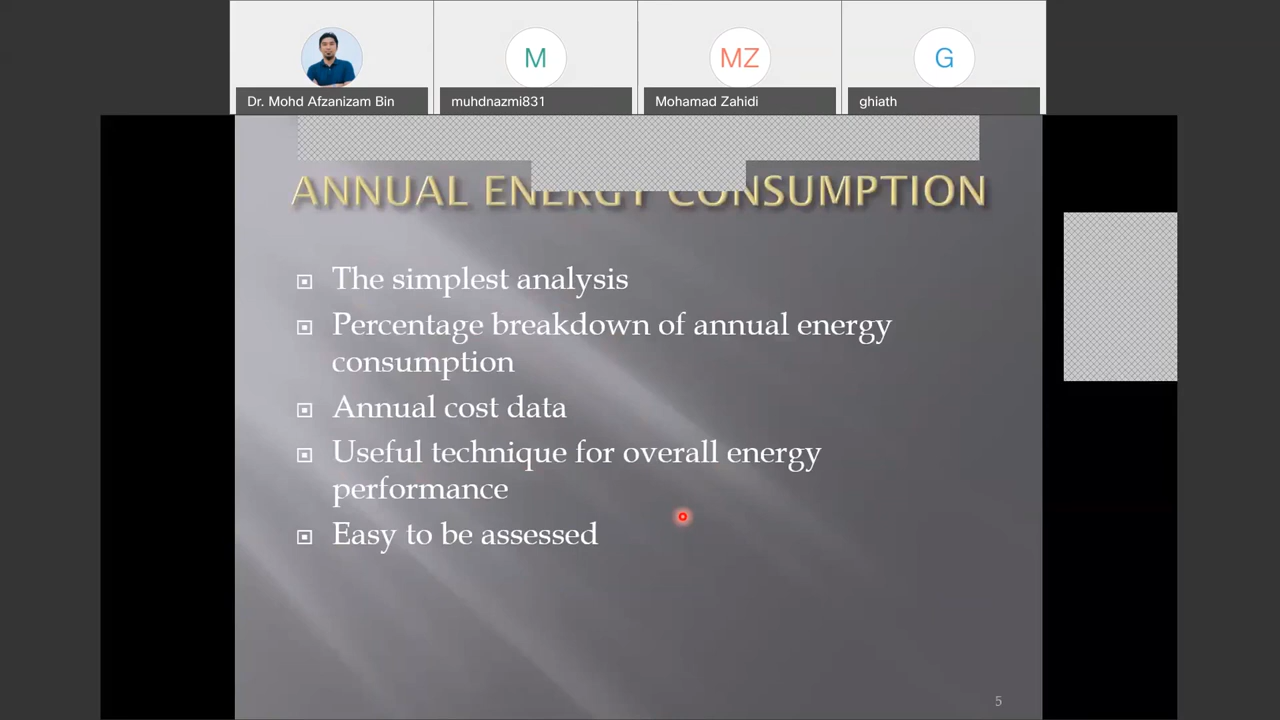 M
MZ
G
Dr. Mohd Afzanizam Bin
muhdnazmi831
Mohamad Zahidi
ghiath
ANNUAL ENERGY CONSUMPTION
The simplest analysis
Percentage breakdown of annual energy
consumption
Annual cost data
Useful technique for overall energy
performance
Easy to be assessed
5